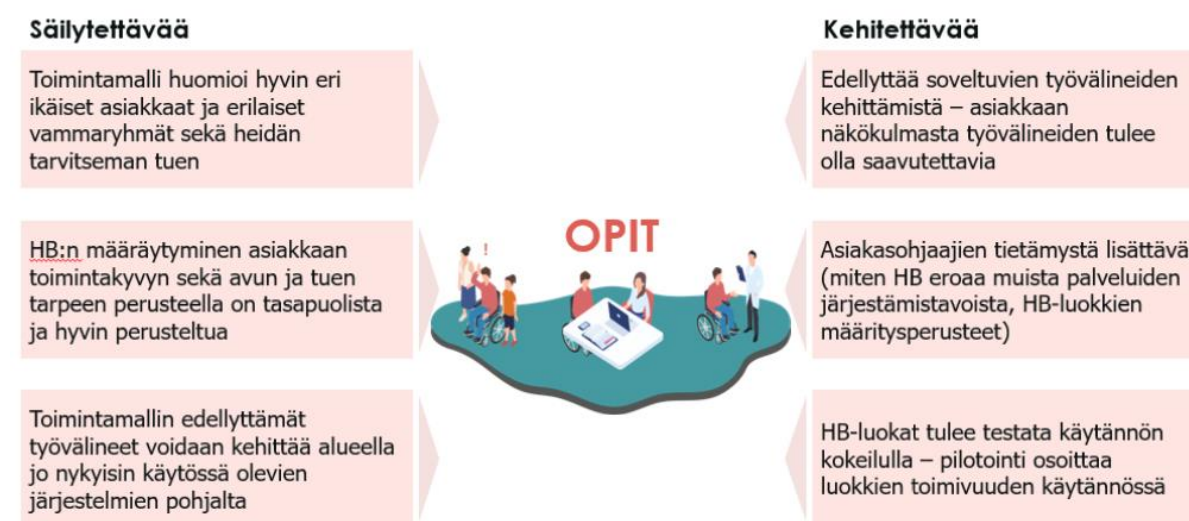 Säilytettävää
Toimintamalli huomioi hyvin eri
ikäiset asiakkaat ja erilaiset
vammaryhmät sekä heidän
tarvitseman tuen
HB:n määräytyminen asiakkaan
toimintakyvyn sekä avun ja tuen
tarpeen perusteella on tasapuolista
ja hyvin perusteltua
Toimintamallin edellyttämät
työvälineet voidaan kehittää alueella
jo nykyisin käytössä olevien
järjestelmien pohjalta
OPIT
!
Kehitettävää
Edellyttää soveltuvien työvälineiden
kehittämistä – asiakkaan
näkökulmasta työvälineiden tulee
olla saavutettavia
Asiakasohjaajien tietämystä lisättävä
(miten HB eroaa muista palveluiden
järjestämistavoista, HB-luokkien
määritysperusteet)
HB-luokat tulee testata käytännön
kokeilulla – pilotointi osoittaa
luokkien toimivuuden käytännössä